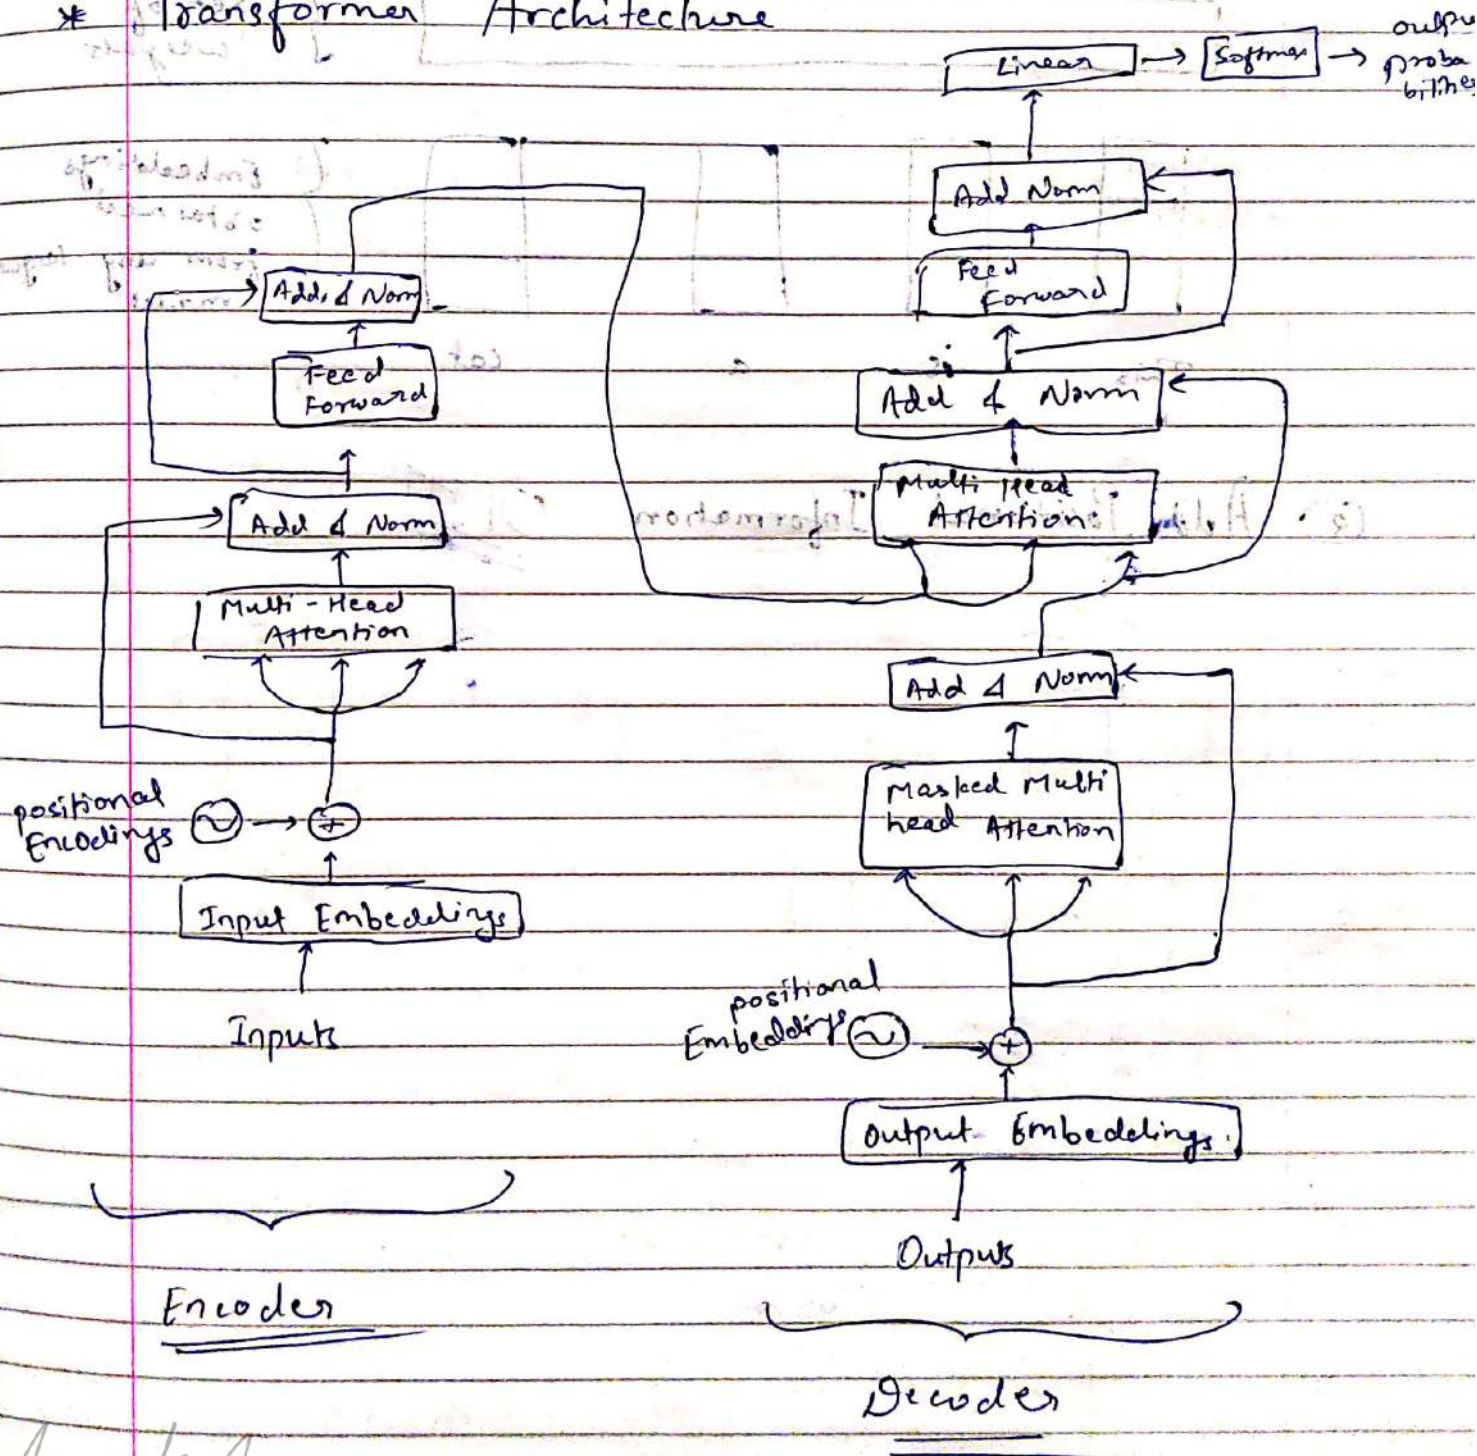 * Transformer Architecture
Linear
Softmax
output
proba
bilities
Add Norm
Feed
Forward
Add & Norm
Multi Head
Attention
Add & Norm
Masked Multi
head Attention
positional
Embeddings
+
Output Embeddings
Outputs
Decoder
Add & Norm
Feed
Forward
Add & Norm
Multi-Head
Attention
positional
Encodings
+
Input Embeddings
Inputs
Encoder